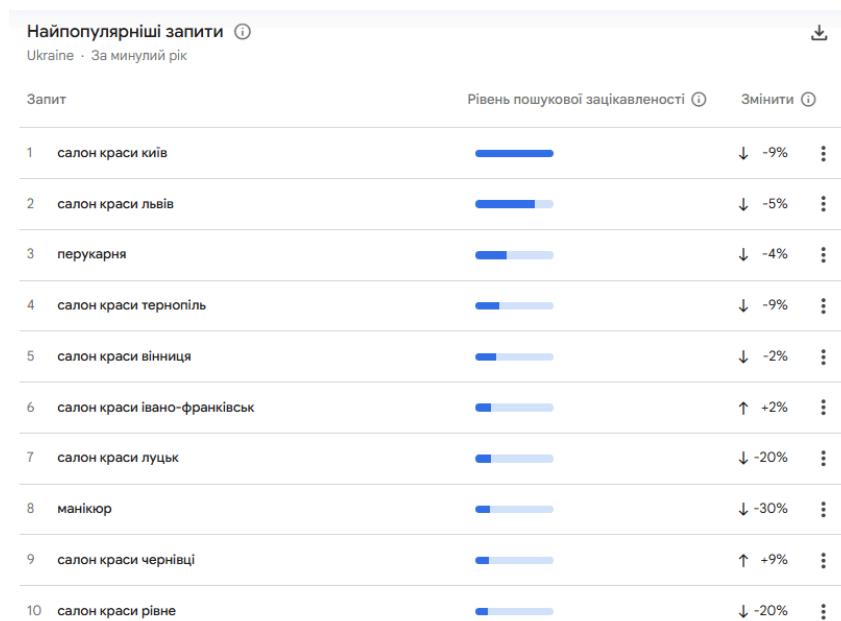 Найпопулярніші запити
Ukraine · За минулий рік
Запит Рівень пошукової зацікавленості Змінити
1 салон краси київ ↓ -9%
2 салон краси львів ↓ -5%
3 перукарня ↓ -4%
4 салон краси тернопіль ↓ -9%
5 салон краси вінниця ↓ -2%
6 салон краси івано-франківськ ↑ +2%
7 салон краси луцьк ↓ -20%
8 манікюр ↓ -30%
9 салон краси чернівці ↑ +9%
10 салон краси рівне ↓ -20%